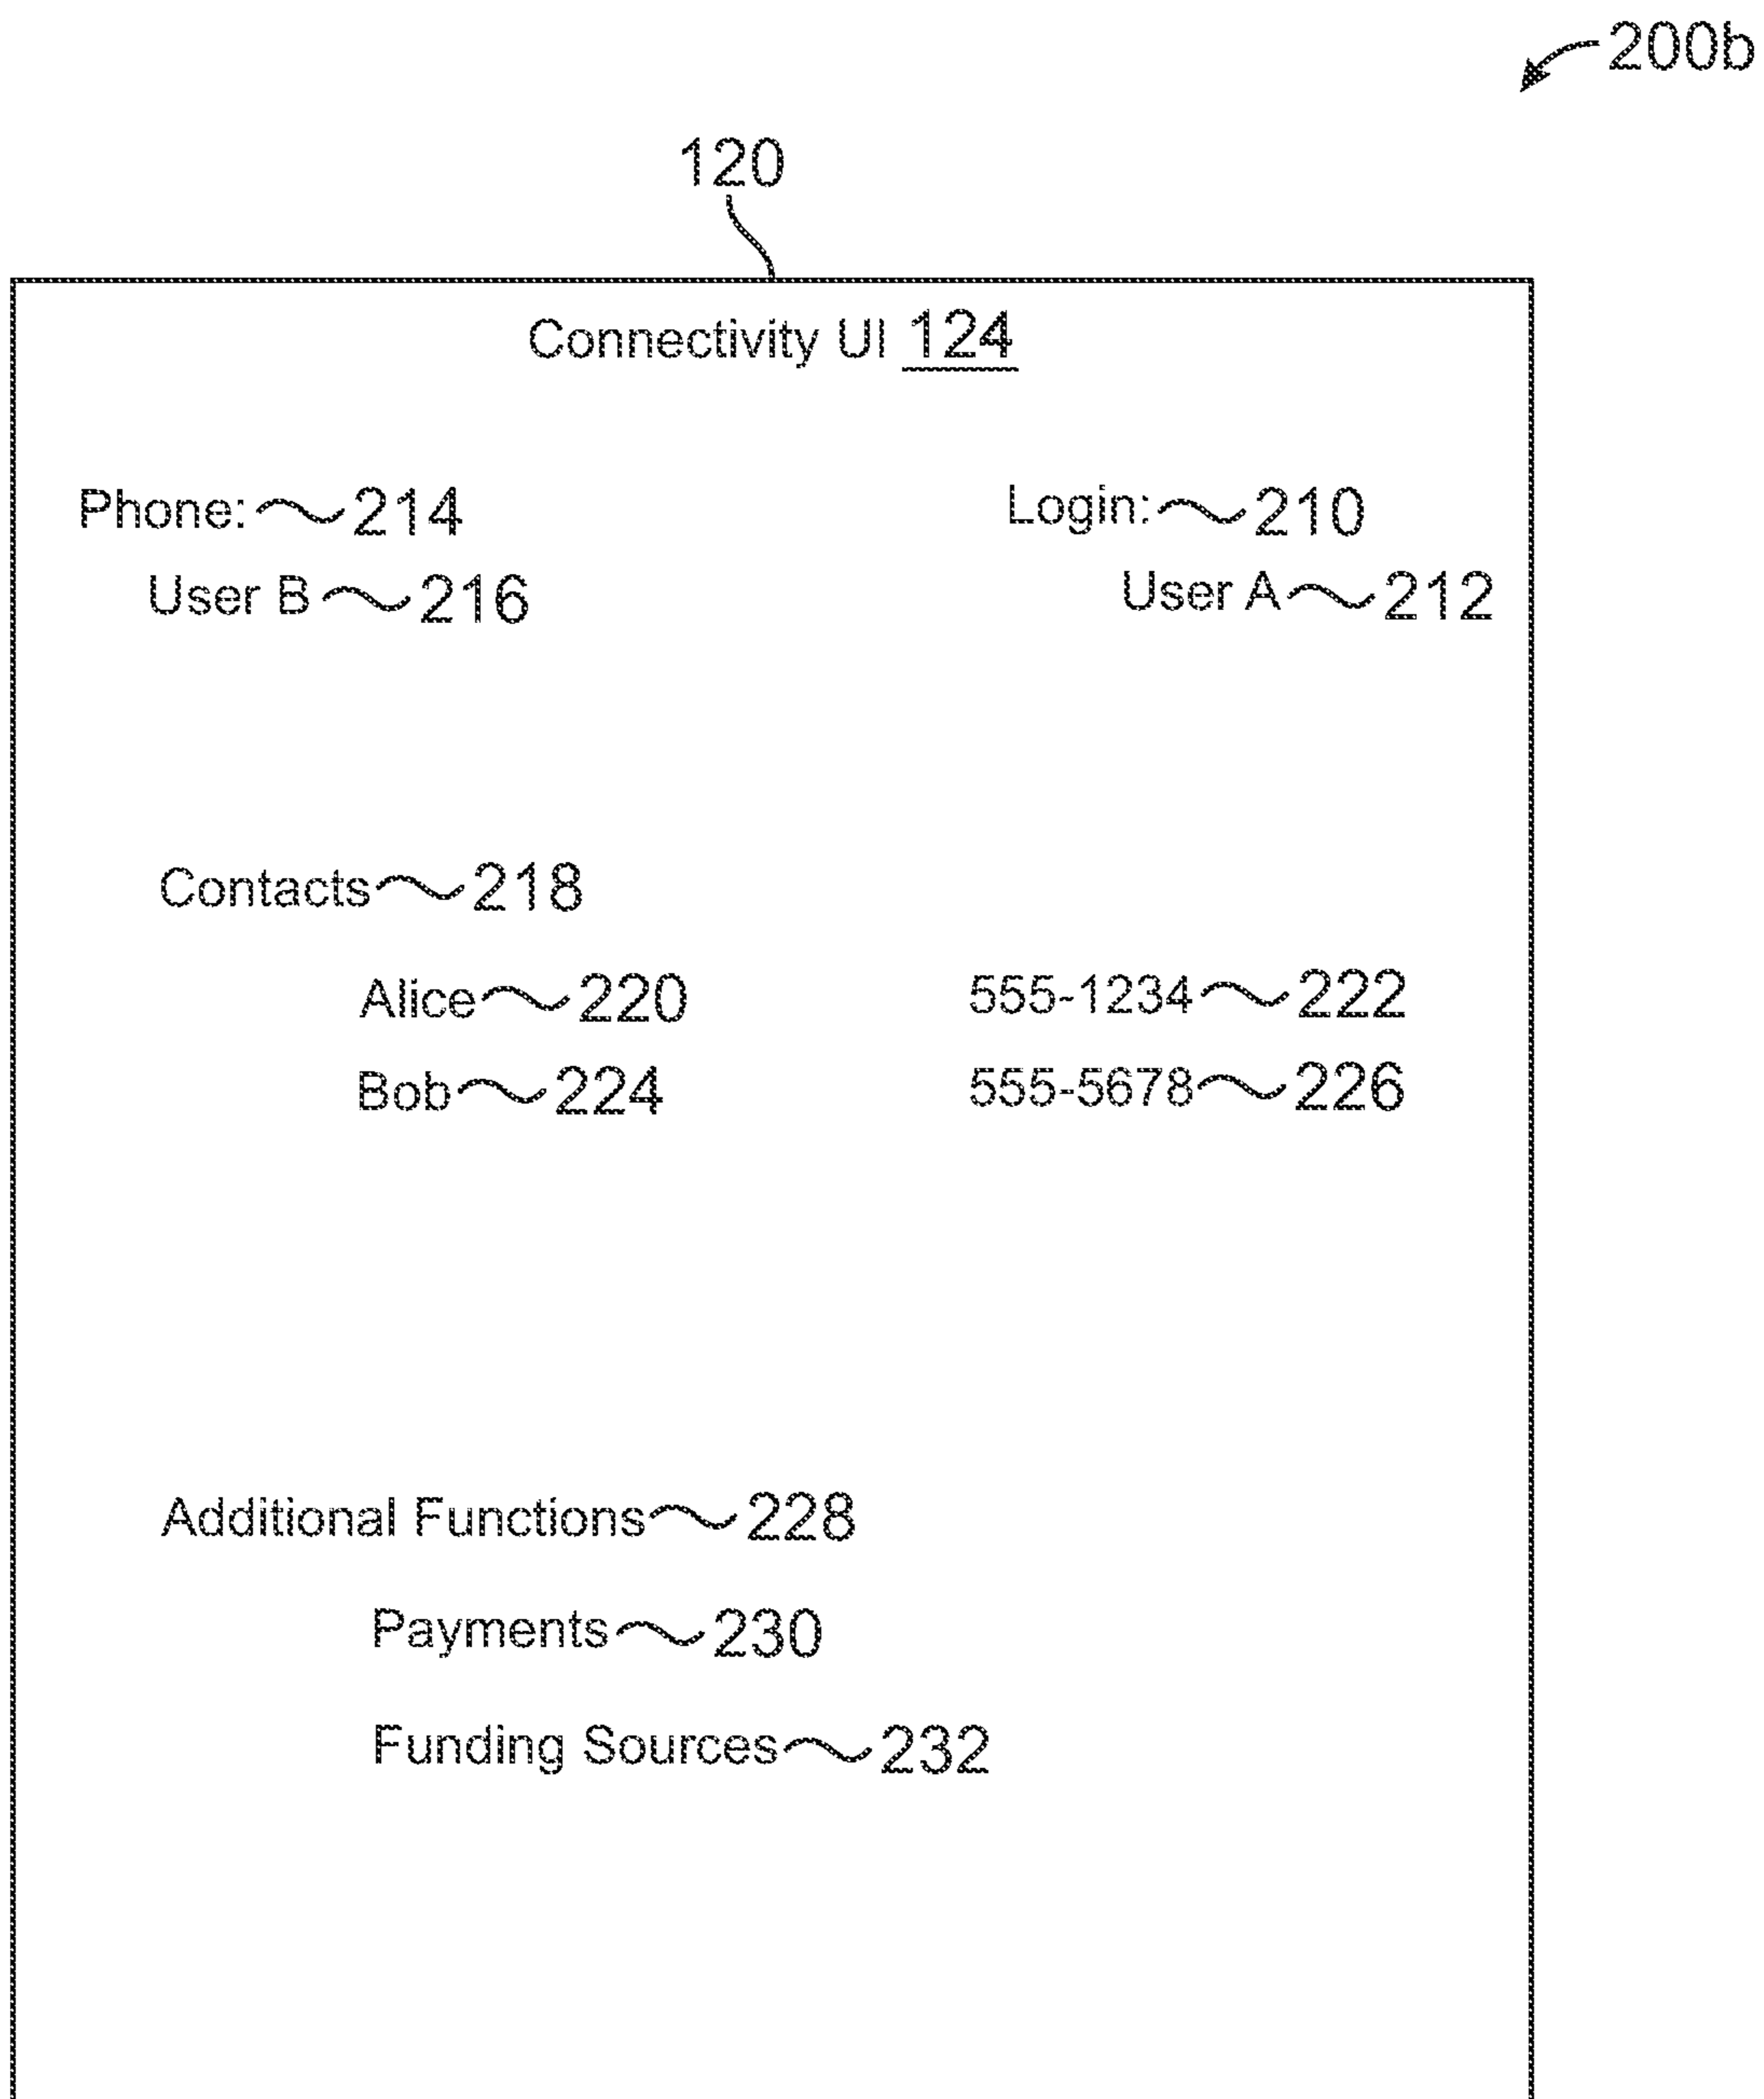 200b
120
Connectivity UI 124
Phone: 214 Login: 210
User B 216 User A 212
Contacts 218
Alice 220 555-1234 222
Bob 224 555-5678 226
Additional Functions 228
Payments 230
Funding Sources 232